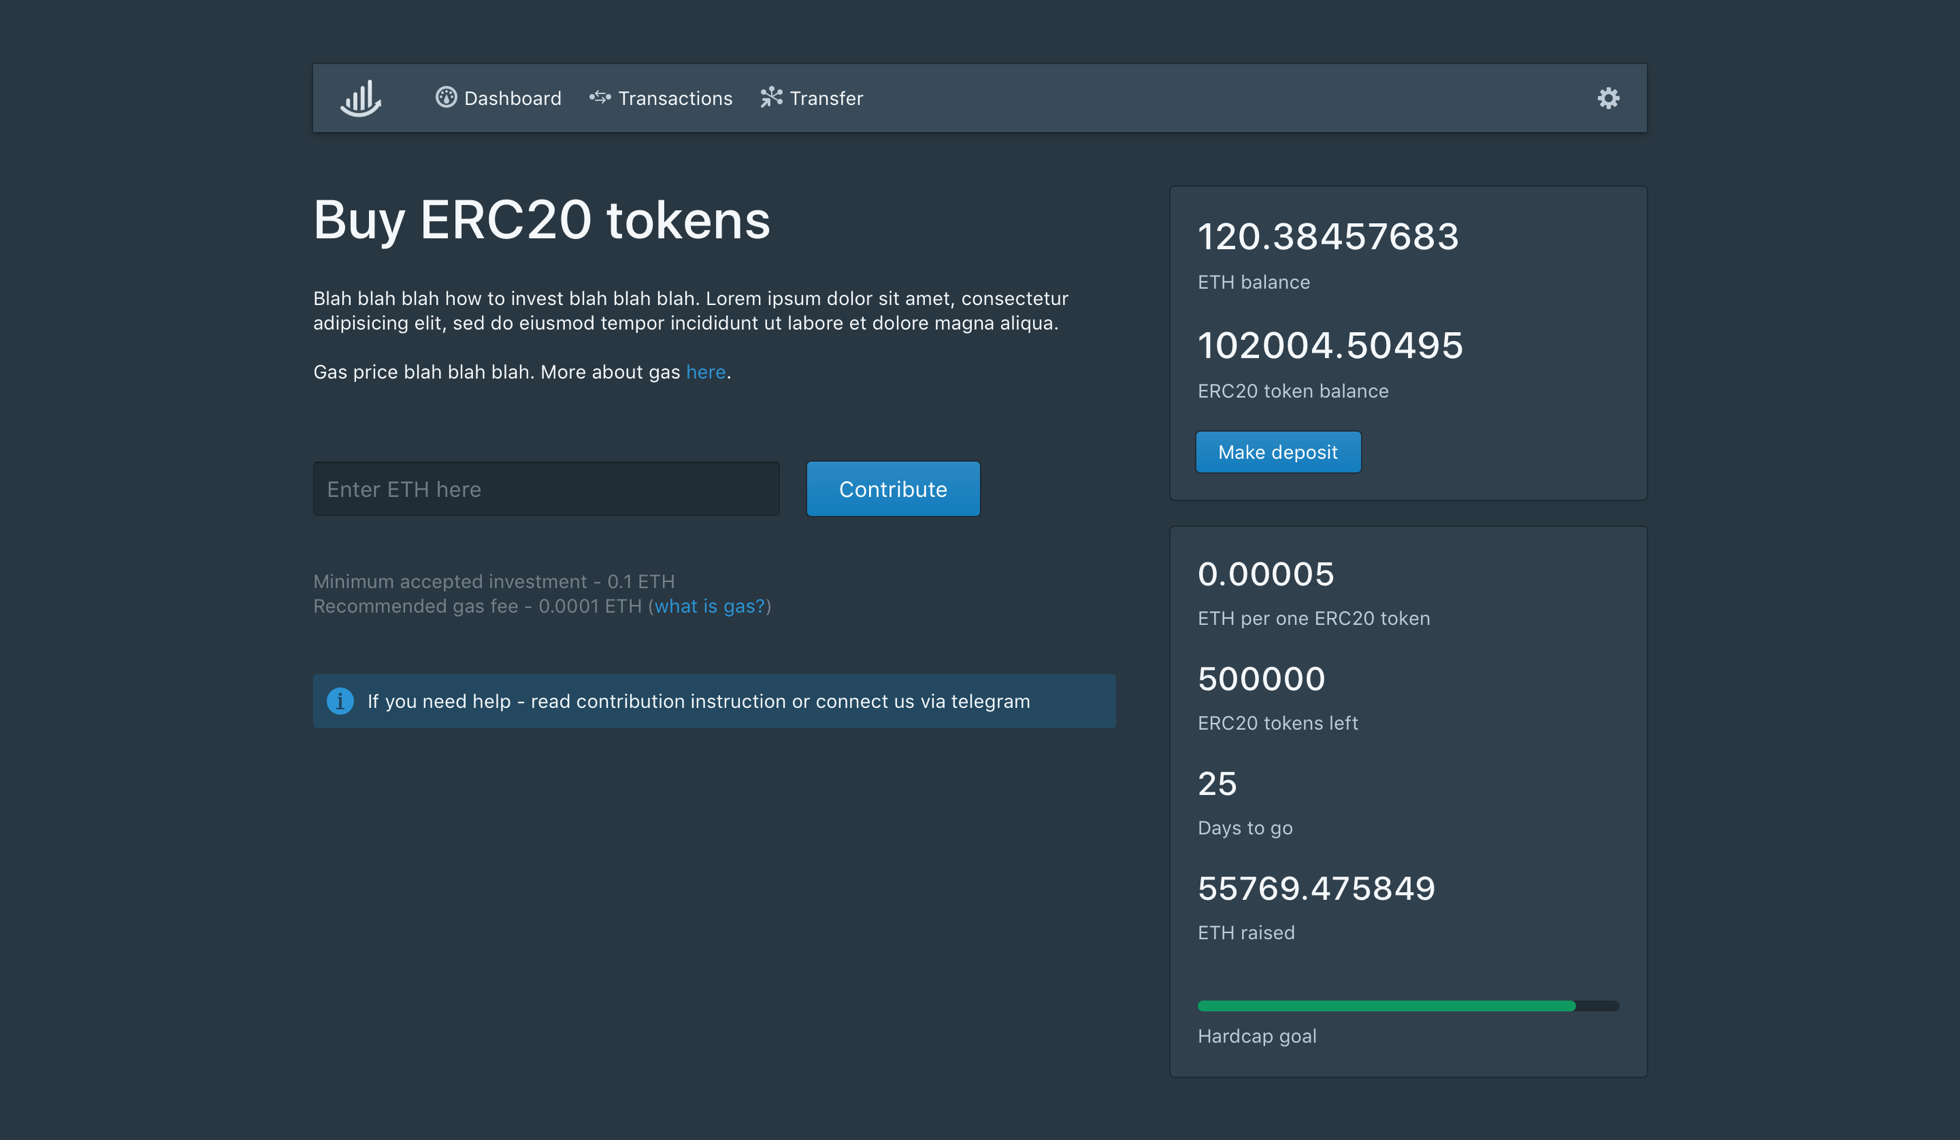 Dashboard
Transactions
Transfer
Buy ERC20 tokens
Blah blah blah how to invest blah blah blah. Lorem ipsum dolor sit amet, consectetur
adipisicing elit, sed do eiusmod tempor incididunt ut labore et dolore magna aliqua.
Gas price blah blah blah. More about gas here.
Enter ETH here
Contribute
Minimum accepted investment - 0.1 ETH
Recommended gas fee - 0.0001 ETH (what is gas?)
If you need help - read contribution instruction or connect us via telegram
120.38457683
ETH balance
102004.50495
ERC20 token balance
Make deposit
0.00005
ETH per one ERC20 token
500000
ERC20 tokens left
25
Days to go
55769.475849
ETH raised
Hardcap goal